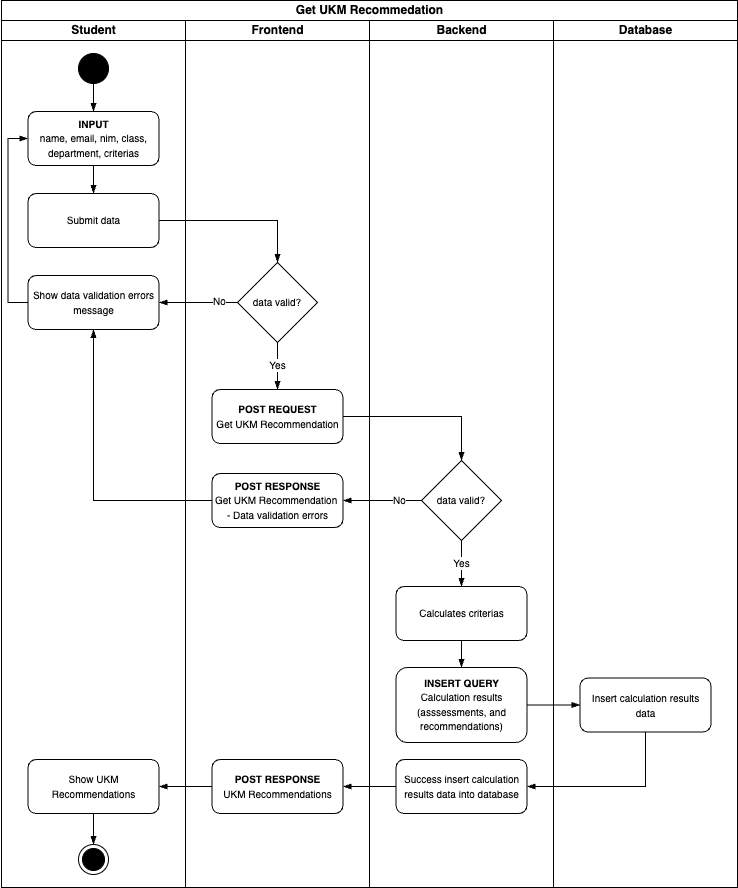 Get UKM Recommedation
Student
Frontend
Backend
Database
INPUT
name, email, nim, class,
department, criterias
Submit data
Show data validation errors
message
No
data valid?
Yes
POST REQUEST
Get UKM Recommendation
POST RESPONSE
Get UKM Recommendation
- Data validation errors
No
data valid?
Yes
Calculates criterias
INSERT QUERY
Calculation results
(asssessments, and
recommendations)
Insert calculation results
data
Show UKM
Recommendations
POST RESPONSE
UKM Recommendations
Success insert calculation
results data into database